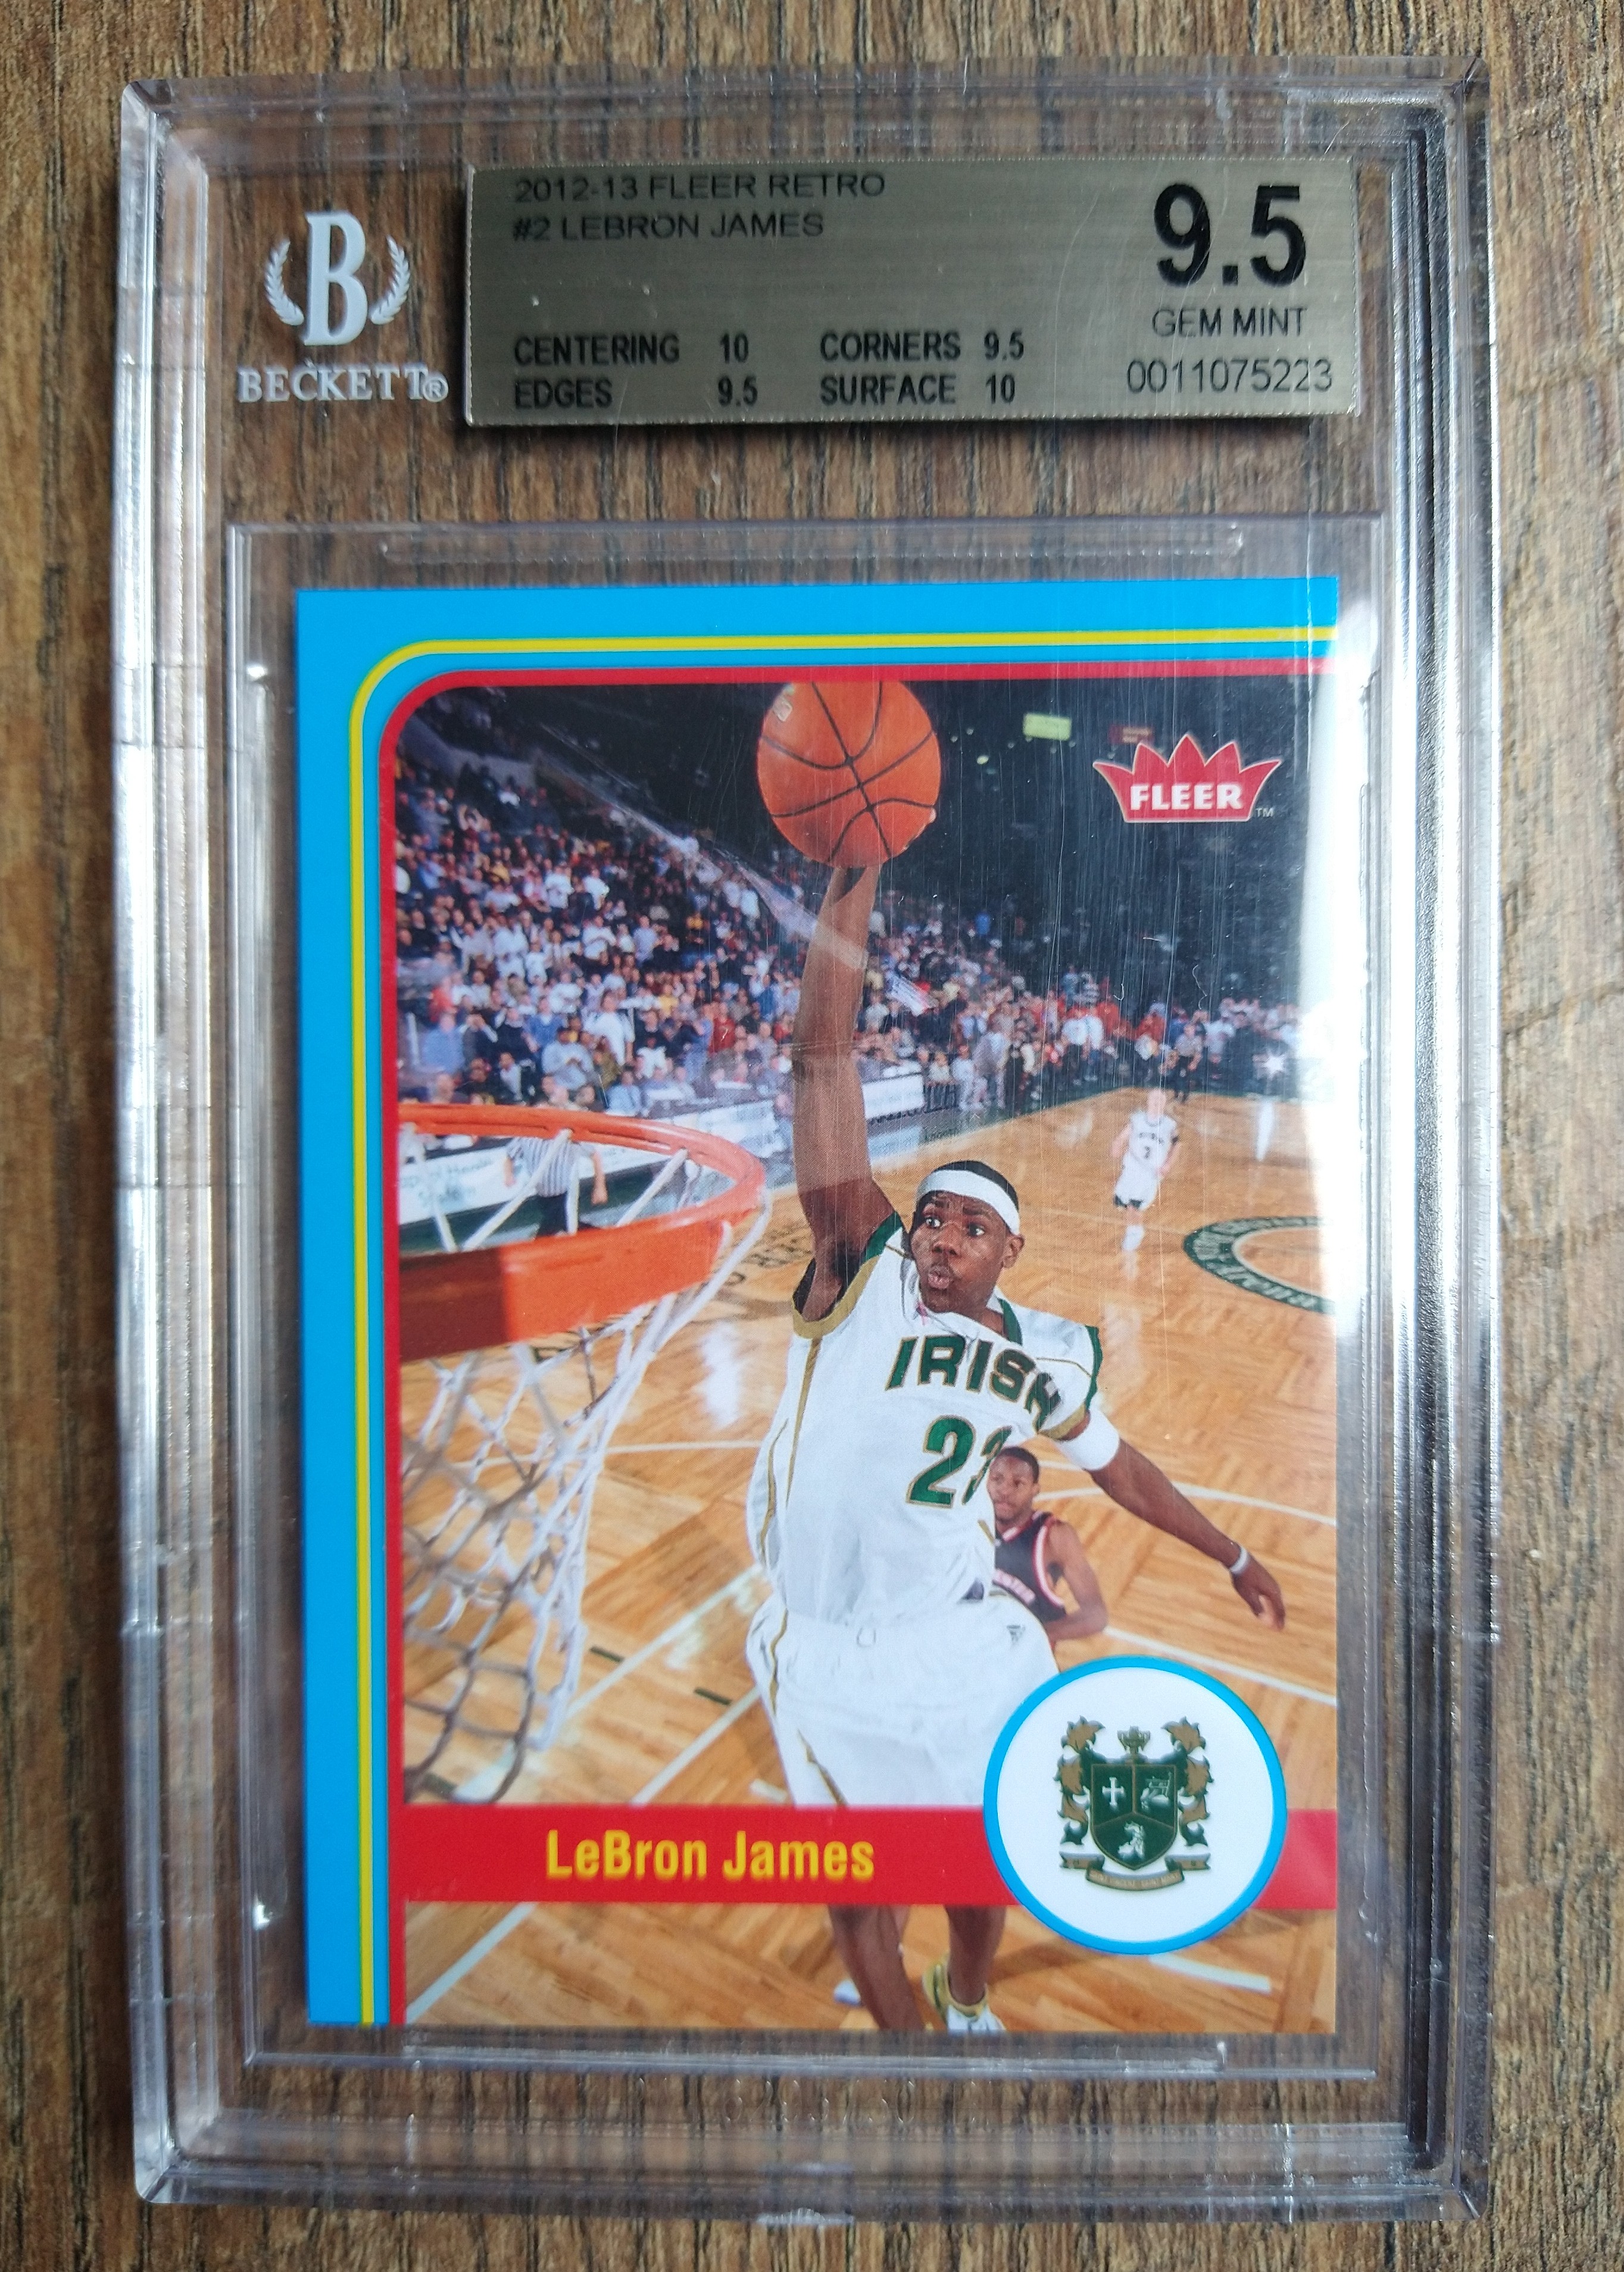 2012-13 FLEER RETRO
#2 LEBRON JAMES
9.5
GEM MINT
CENTERING 10 CORNERS 9.5
EDGES 9.5 SURFACE 10
0011075223
B
BECKETT®
FLEER™
IRISH
23
LeBron James